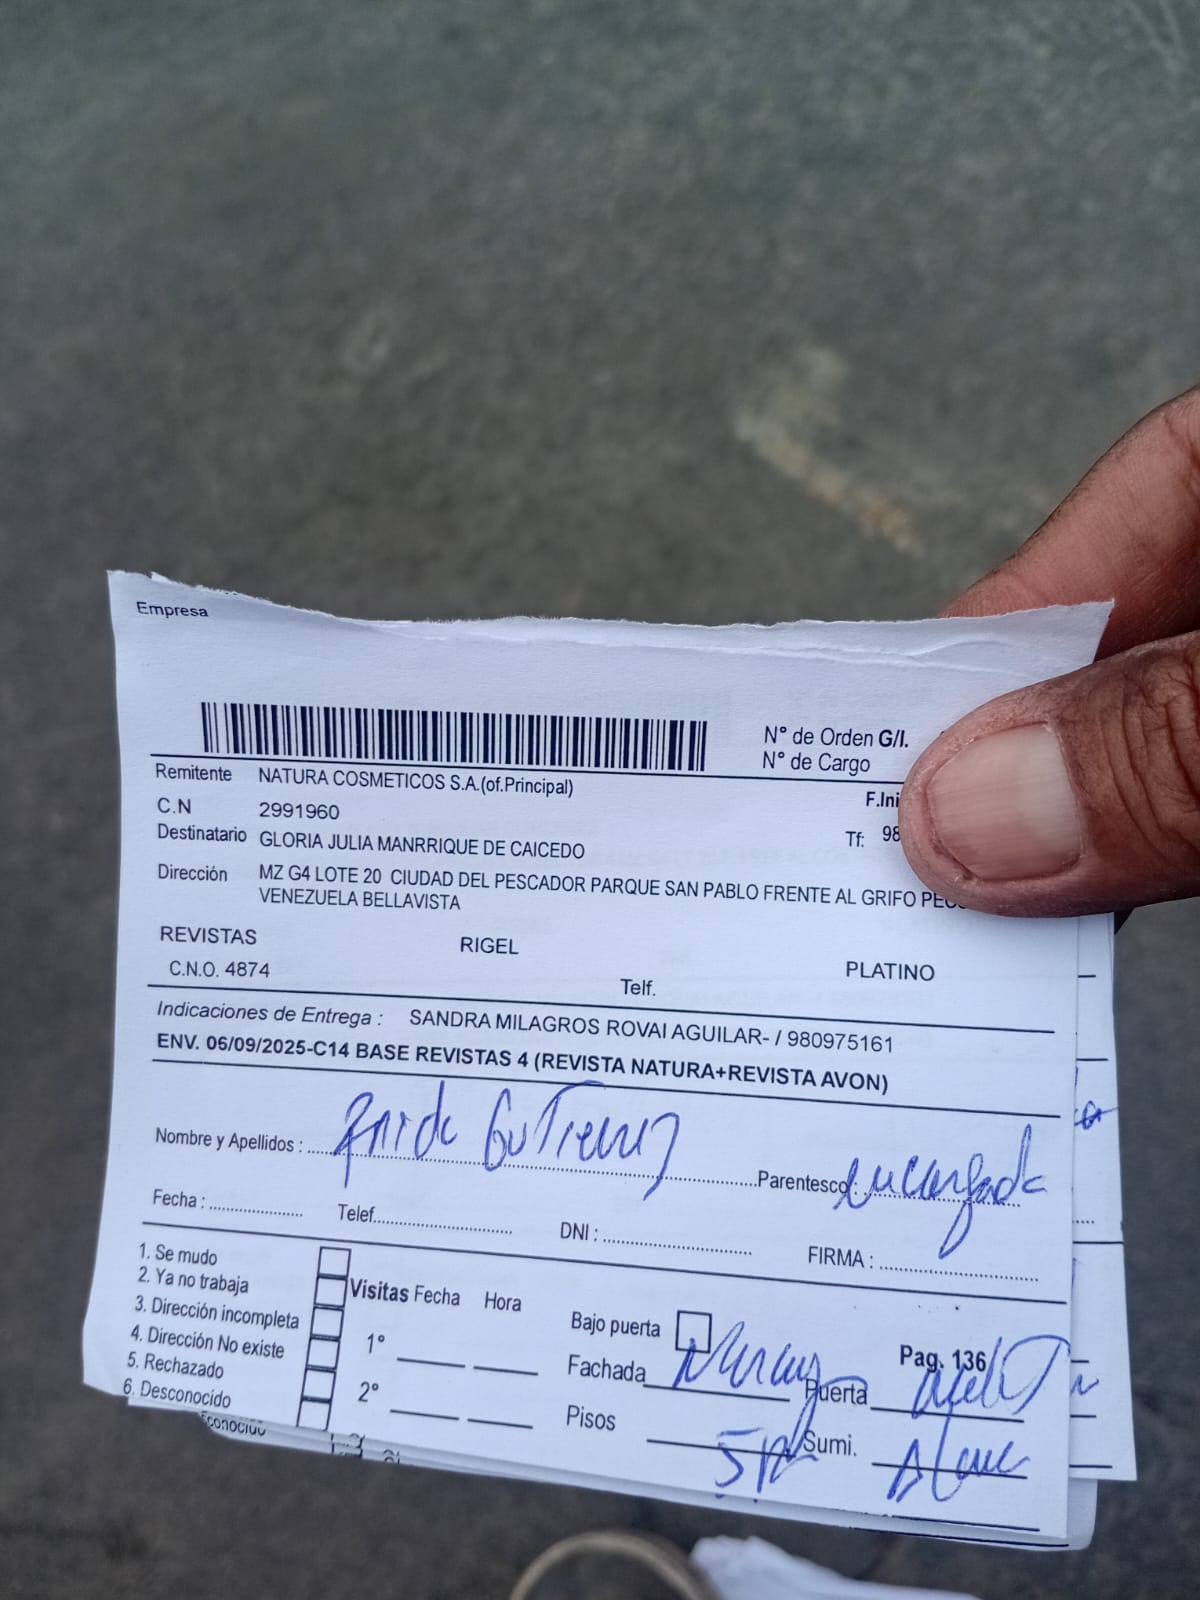 Empresa
N° de Orden G/I.
N° de Cargo
Remitente NATURA COSMETICOS S.A.(of.Principal)
F.Ini
C.N 2991960
Tf: 98
Destinatario GLORIA JULIA MANRRIQUE DE CAICEDO
Dirección MZ G4 LOTE 20 CIUDAD DEL PESCADOR PARQUE SAN PABLO FRENTE AL GRIFO
VENEZUELA BELLAVISTA
REVISTAS RIGEL PLATINO
C.N.O. 4874 Telf.
Indicaciones de Entrega : SANDRA MILAGROS ROVAI AGUILAR- / 980975161
ENV. 06/09/2025-C14 BASE REVISTAS 4 (REVISTA NATURA+REVISTA AVON)
Nombre y Apellidos : Gutierrez Parentesco : encargada
Fecha : Telef. DNI : FIRMA :
1. Se mudo
2. Ya no trabaja
3. Dirección incompleta
4. Dirección No existe
5. Rechazado
6. Desconocido
Visitas Fecha Hora
1°
2°
Bajo puerta
Pag. 136
Fachada Puerta
Pisos Sumi.